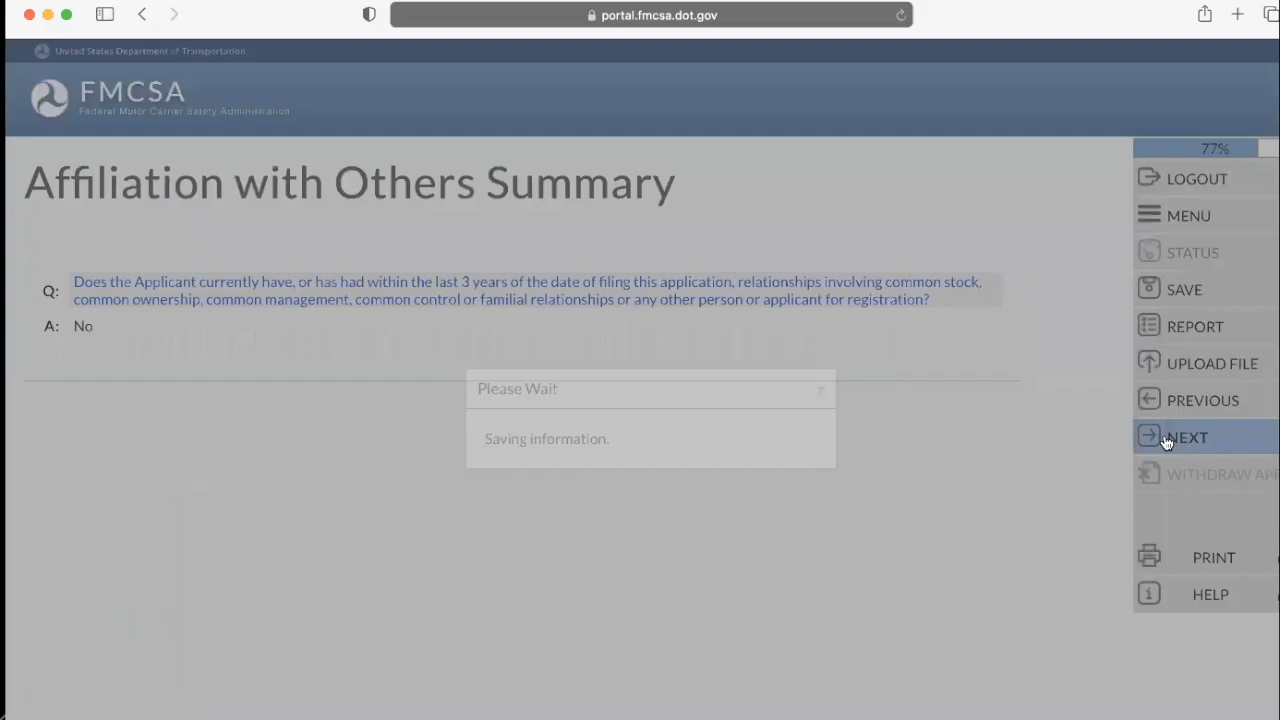 portal.fmcsa.dot.gov
United States Department of Transportation
FMCSA
Federal Motor Carrier Safety Administration
Affiliation with Others Summary
77%
LOGOUT
MENU
STATUS
SAVE
REPORT
UPLOAD FILE
PREVIOUS
NEXT
WITHDRAW APP
PRINT
HELP
Q: Does the Applicant currently have, or has had within the last 3 years of the date of filing this application, relationships involving common stock,
common ownership, common management, common control or familial relationships or any other person or applicant for registration?
A: No
Please Wait
Saving information.